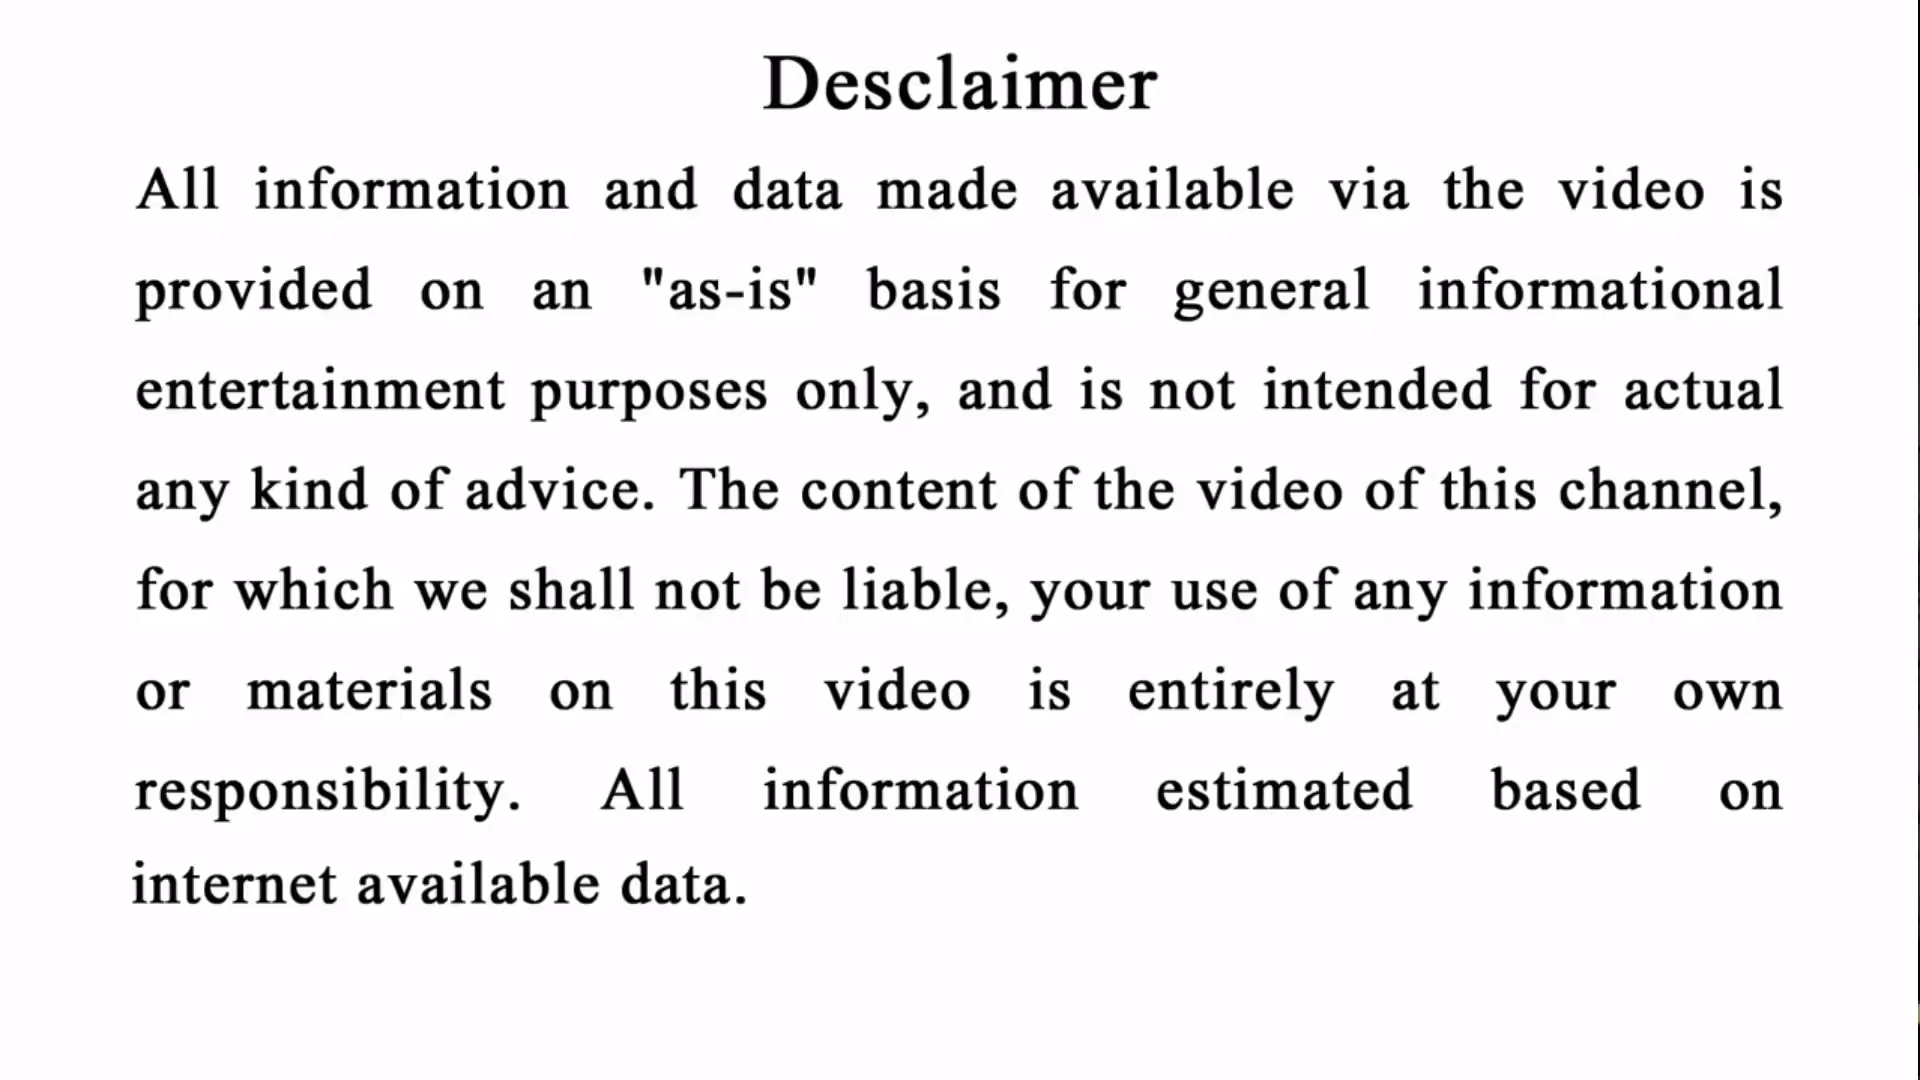 Desclaimer
All information and data made available via the video is
provided on an "as-is" basis for general informational
entertainment purposes only, and is not intended for actual
any kind of advice. The content of the video of this channel,
for which we shall not be liable, your use of any information
or materials on this video is entirely at your own
responsibility. All information estimated based on
internet available data.